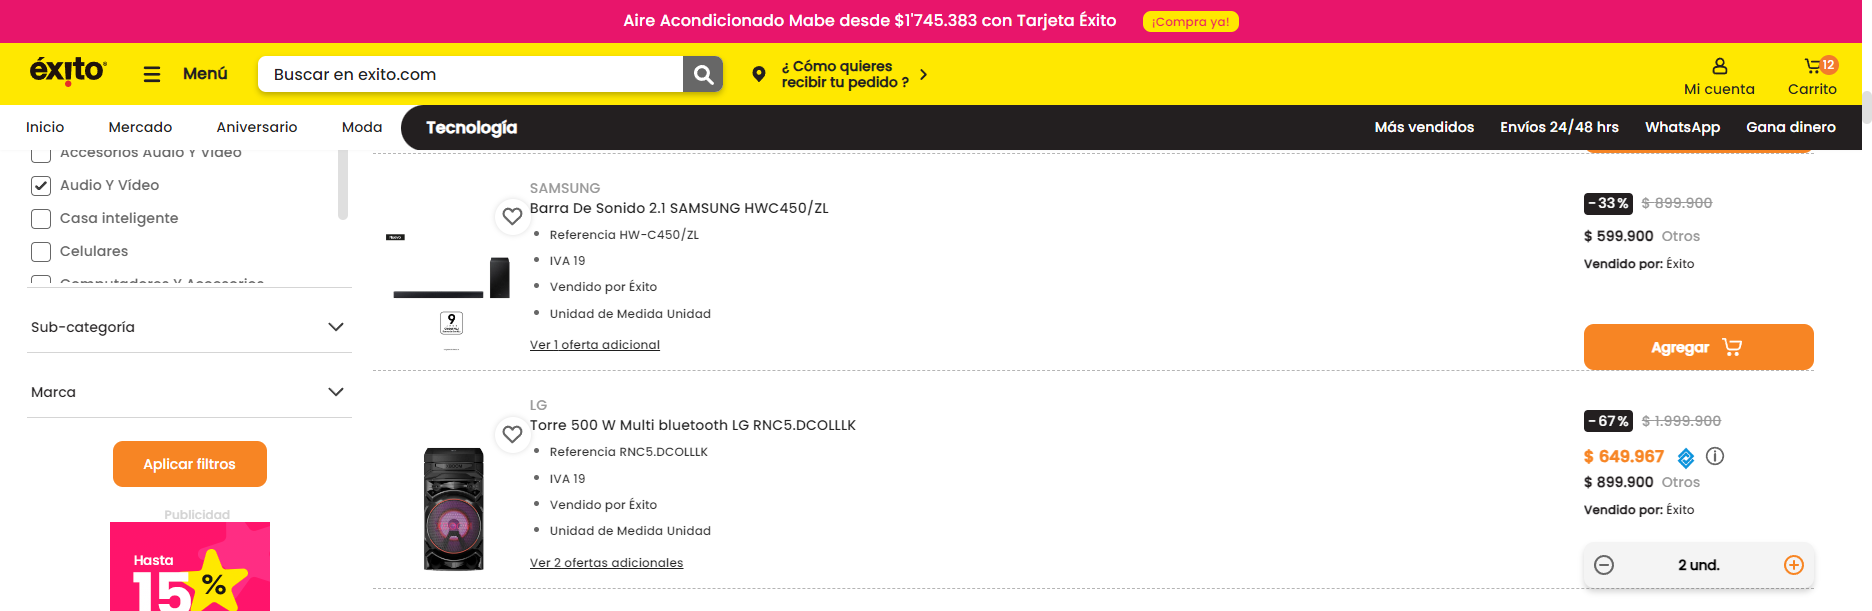 Aire Acondicionado Mabe desde $1'745.383 con Tarjeta Éxito ¡Compra ya!
éxito
Menú
Buscar en exito.com
¿ Cómo quieres
recibir tu pedido ?
Mi cuenta
12
Carrito
Inicio Mercado Aniversario Moda Tecnología Más vendidos Envíos 24/48 hrs WhatsApp Gana dinero
Accesorios Audio Y Vídeo
Audio Y Vídeo
Casa inteligente
Celulares
Computadores Y Accesorios
Sub-categoría
Marca
Aplicar filtros
Publicidad
Hasta
15 %
SAMSUNG
Barra De Sonido 2.1 SAMSUNG HWC450/ZL
Referencia HW-C450/ZL
IVA 19
Vendido por Éxito
Unidad de Medida Unidad
Ver 1 oferta adicional
9
-33% $ 899.900
$ 599.900 Otros
Vendido por: Éxito
Agregar
LG
Torre 500 W Multi bluetooth LG RNC5.DCOLLLK
Referencia RNC5.DCOLLLK
IVA 19
Vendido por Éxito
Unidad de Medida Unidad
Ver 2 ofertas adicionales
-67% $ 1.999.900
$ 649.967
$ 899.900 Otros
Vendido por: Éxito
2 und.